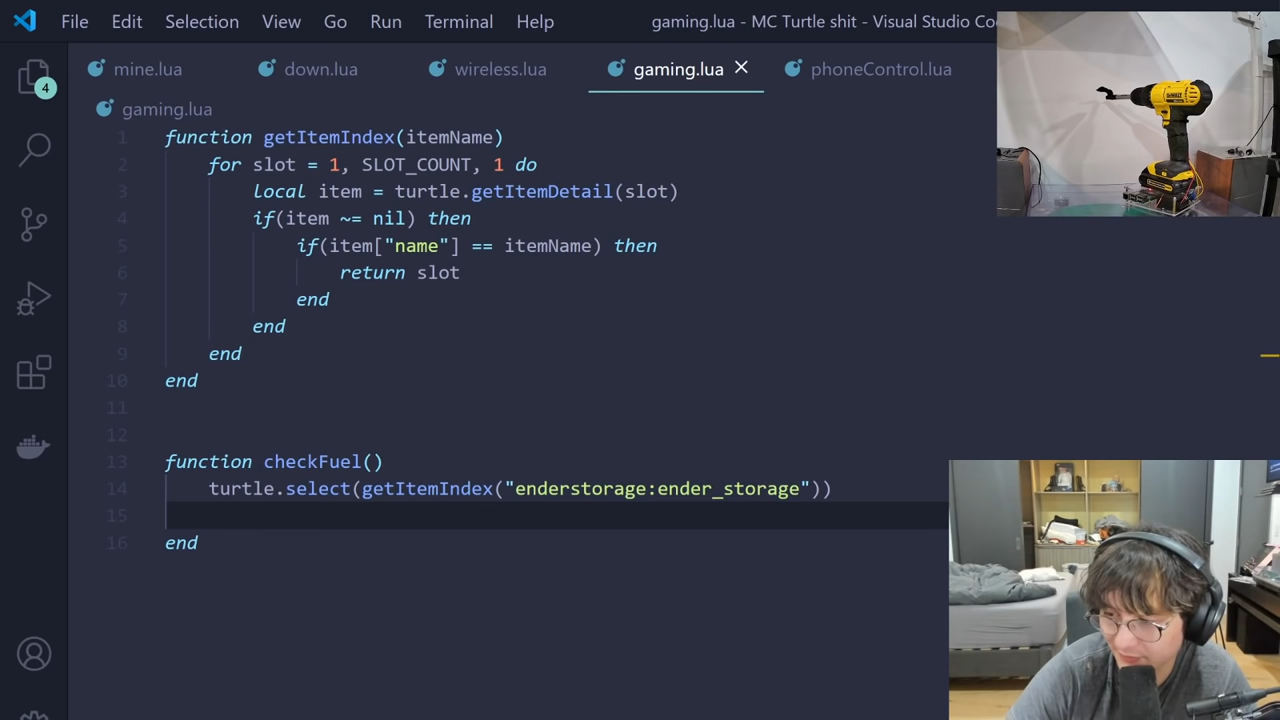 File Edit Selection View Go Run Terminal Help gaming.lua - MC Turtle shit - Visual Studio
mine.lua down.lua wireless.lua gaming.lua phoneControl.lua
4
gaming.lua
1 function getItemIndex(itemName)
2 for slot = 1, SLOT_COUNT, 1 do
3 local item = turtle.getItemDetail(slot)
4 if(item ~= nil) then
5 if(item["name"] == itemName) then
6 return slot
7 end
8 end
9 end
10 end
11
12
13 function checkFuel()
14 turtle.select(getItemIndex("enderstorage:ender_storage"))
15
16 end
DEWALT